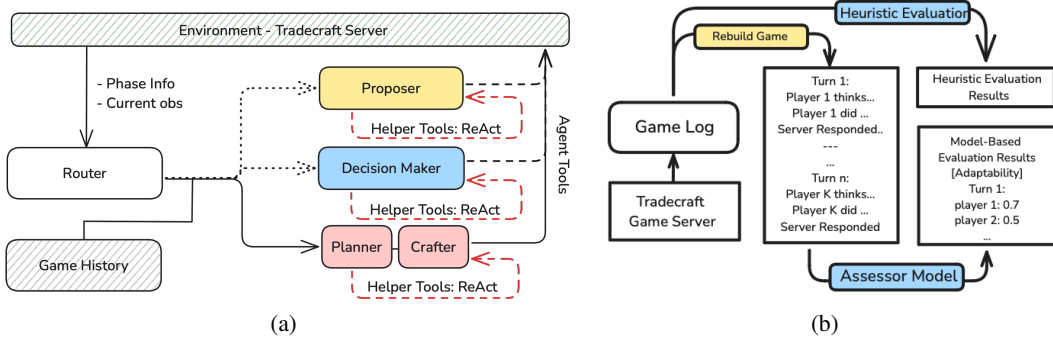 Environment - Tradecraft Server
- Phase Info
- Current obs
Router
Game History
Proposer
Helper Tools: ReAct
Decision Maker
Helper Tools: ReAct
Planner
Crafter
Helper Tools: ReAct
Agent Tools
(a)
Heuristic Evaluation
Rebuild Game
Game Log
Tradecraft
Game Server
Turn 1:
Player 1 thinks...
Player 1 did ...
Server Responded..
---
...
Turn n:
Player K thinks...
Player K did ...
Server Responded
Heuristic Evaluation
Results
Model-Based
Evaluation Results
[Adaptability]
Turn 1:
player 1: 0.7
player 2: 0.5
...
Assessor Model
(b)